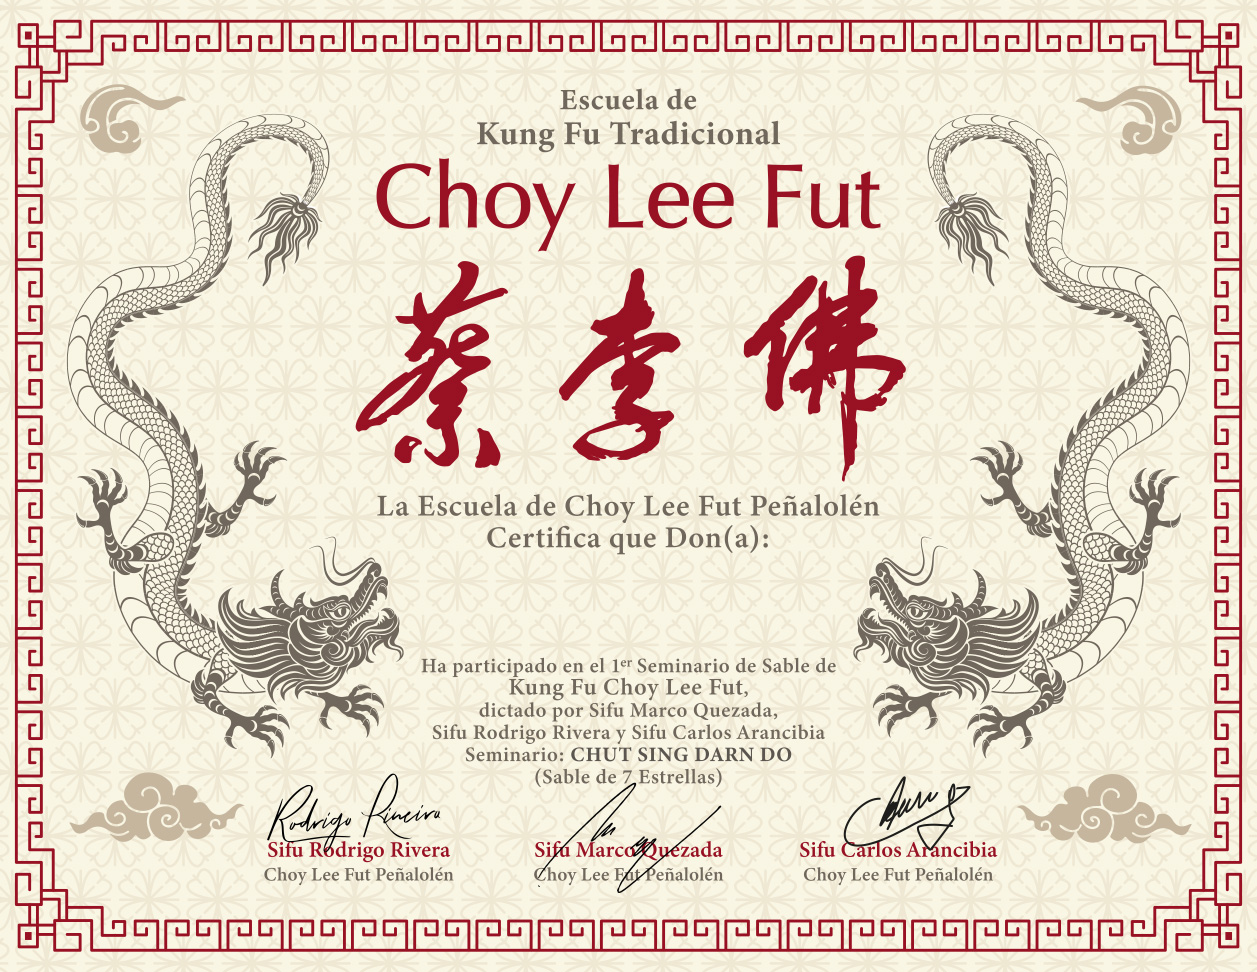 Escuela de
Kung Fu Tradicional
Choy Lee Fut
蔡李佛
La Escuela de Choy Lee Fut Peñalolén
Certifica que Don(a):
Ha participado en el 1er Seminario de Sable de
Kung Fu Choy Lee Fut,
dictado por Sifu Marco Quezada,
Sifu Rodrigo Rivera y Sifu Carlos Arancibia
Seminario: CHUT SING DARN DO
(Sable de 7 Estrellas)
Sifu Rodrigo Rivera
Choy Lee Fut Peñalolén
Sifu Marco Quezada
Choy Lee Fut Peñalolén
Sifu Carlos Arancibia
Choy Lee Fut Peñalolén